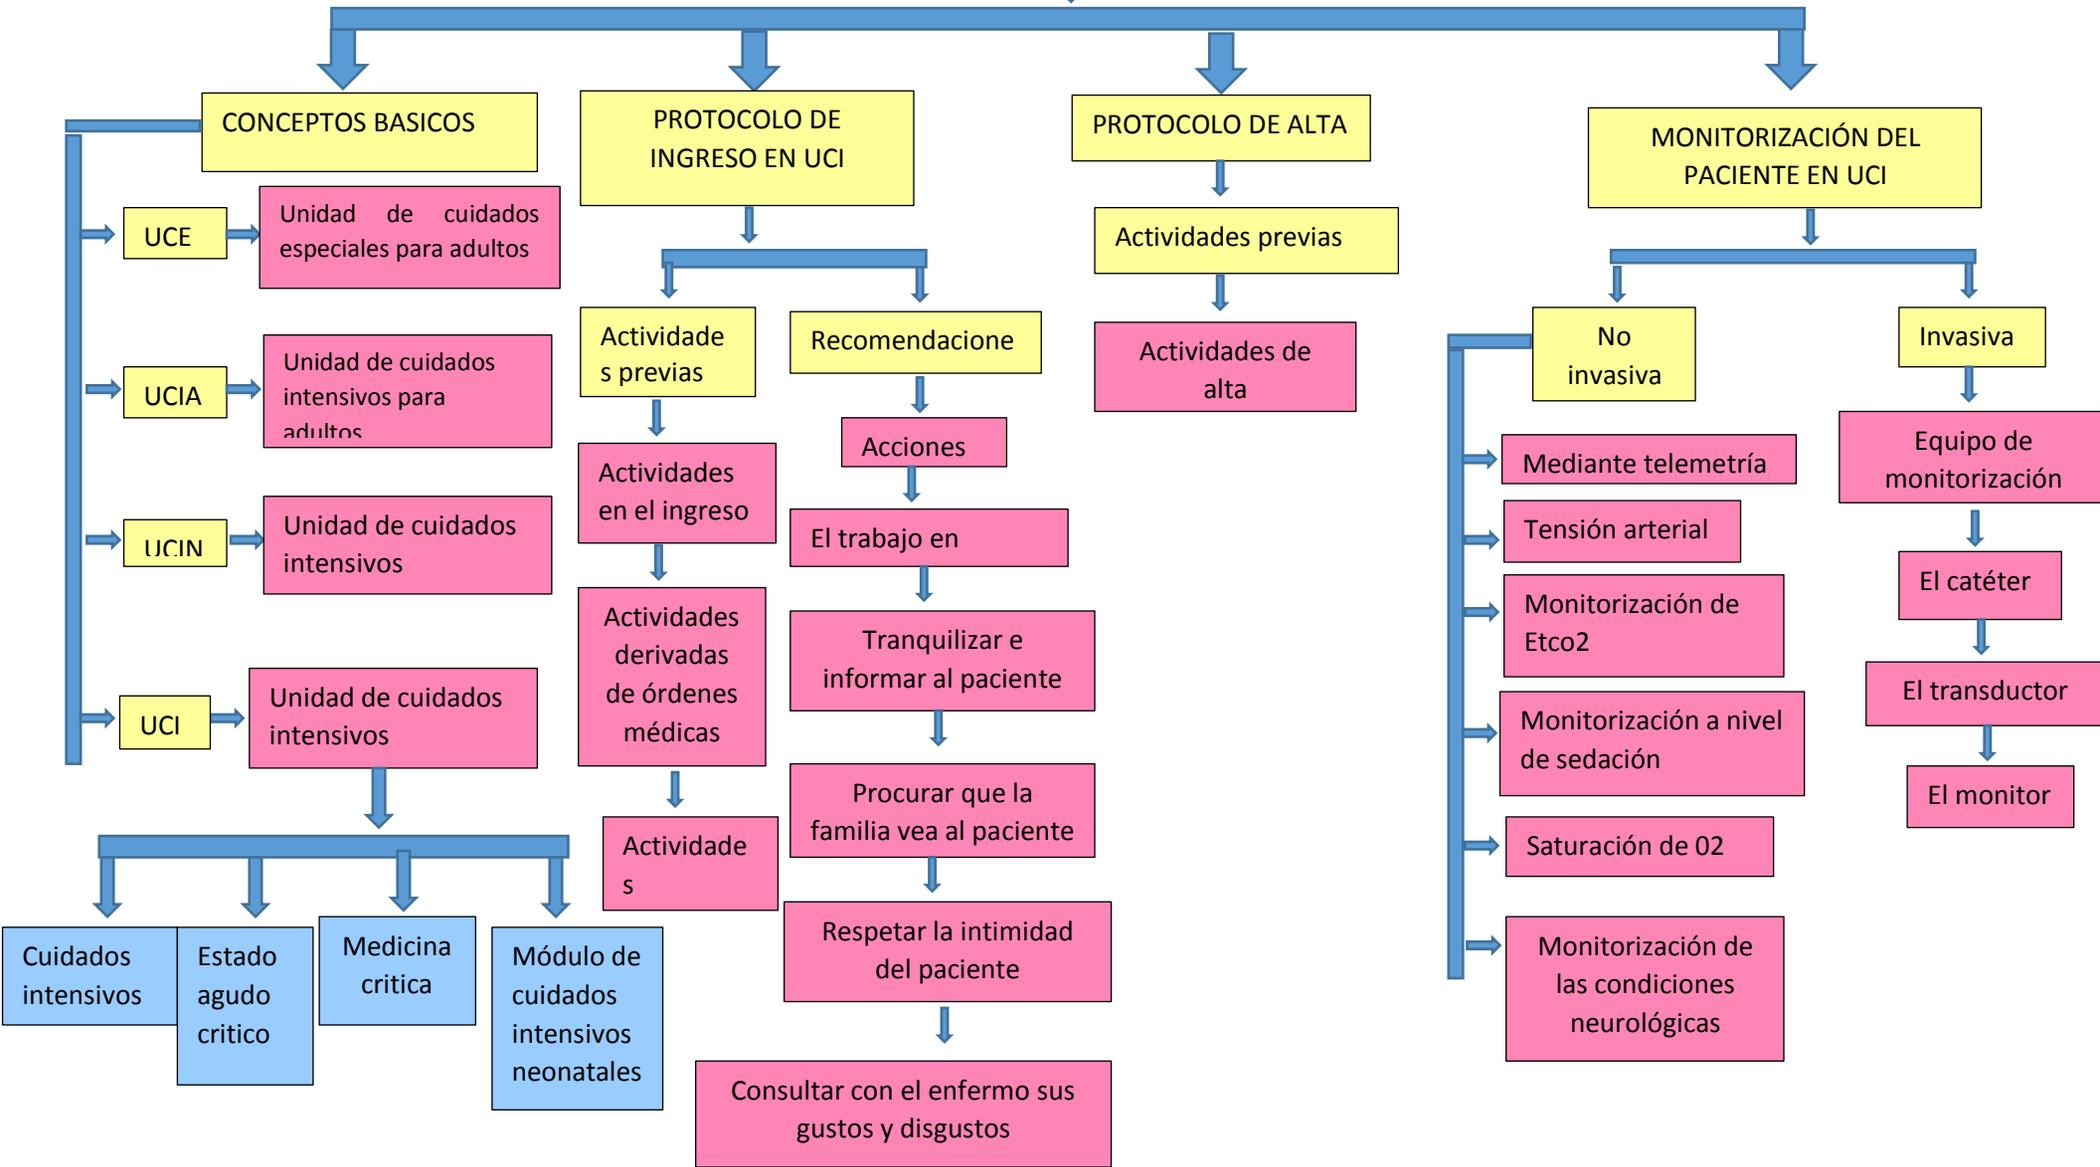 CONCEPTOS BASICOS
UCE
Unidad de cuidados
especiales para adultos
UCIA
Unidad de cuidados
intensivos para
adultos
UCIN
Unidad de cuidados
intensivos
UCI
Unidad de cuidados
intensivos
Cuidados
intensivos
Estado
agudo
critico
Medicina
critica
Módulo de
cuidados
intensivos
neonatales
PROTOCOLO DE
INGRESO EN UCI
Actividade
s previas
Actividades
en el ingreso
Actividades
derivadas
de órdenes
médicas
Actividade
s
Recomendacione
Acciones
El trabajo en
Tranquilizar e
informar al paciente
Procurar que la
familia vea al paciente
Respetar la intimidad
del paciente
Consultar con el enfermo sus
gustos y disgustos
PROTOCOLO DE ALTA
Actividades previas
Actividades de
alta
MONITORIZACIÓN DEL
PACIENTE EN UCI
No
invasiva
Mediante telemetría
Tensión arterial
Monitorización de
Etco2
Monitorización a nivel
de sedación
Saturación de 02
Monitorización de
las condiciones
neurológicas
Invasiva
Equipo de
monitorización
El catéter
El transductor
El monitor